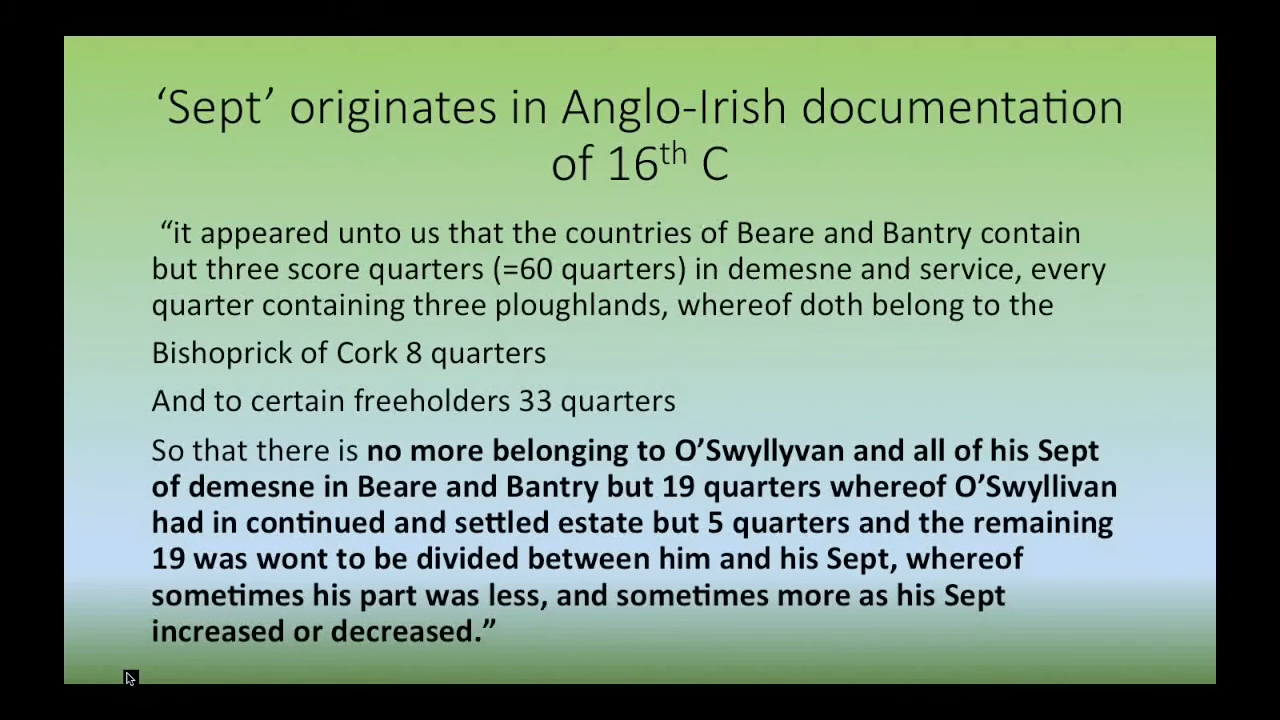 ‘Sept’ originates in Anglo-Irish documentation
of 16th C
“it appeared unto us that the countries of Beare and Bantry contain
but three score quarters (=60 quarters) in demesne and service, every
quarter containing three ploughlands, whereof doth belong to the
Bishoprick of Cork 8 quarters
And to certain freeholders 33 quarters
So that there is no more belonging to O’Swyllyvan and all of his Sept
of demesne in Beare and Bantry but 19 quarters whereof O’Swyllivan
had in continued and settled estate but 5 quarters and the remaining
19 was wont to be divided between him and his Sept, whereof
sometimes his part was less, and sometimes more as his Sept
increased or decreased.”